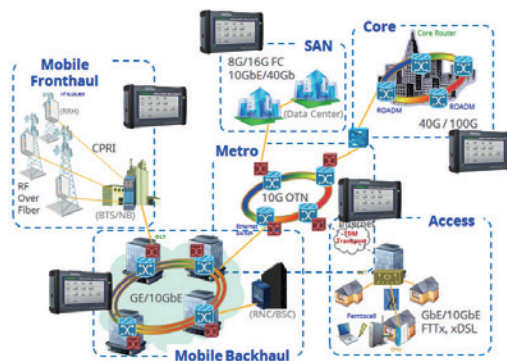 Mobile
Fronthaul
(RRH)
CPRI
RF
Over
Fiber
(BTS/NB)
SAN
8G/16G FC
10GbE/40Gb
(Data Center)
Core
Core Router
ROADM
ROADM
40G / 100G
Metro
10G OTN
Ethernet
Internet
TDM
Transport
Access
GbE/10GbE
FTTx, xDSL
Femtocell
GE/10GbE
(RNC/BSC)
Mobile Backhaul